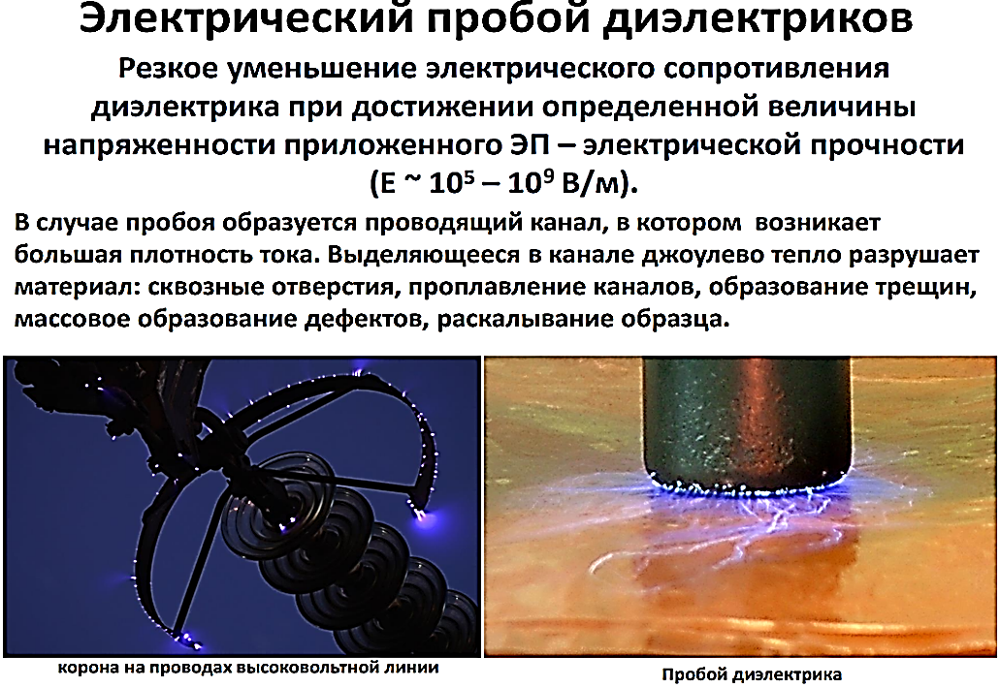 Электрический пробой диэлектриков
Резкое уменьшение электрического сопротивления
диэлектрика при достижении определенной величины
напряженности приложенного ЭП – электрической прочности
(Е ~ 10⁵ – 10⁹ В/м).
В случае пробоя образуется проводящий канал, в котором возникает
большая плотность тока. Выделяющееся в канале джоулево тепло разрушает
материал: сквозные отверстия, проплавление каналов, образование трещин,
массовое образование дефектов, раскалывание образца.
корона на проводах высоковольтной линии
Пробой диэлектрика